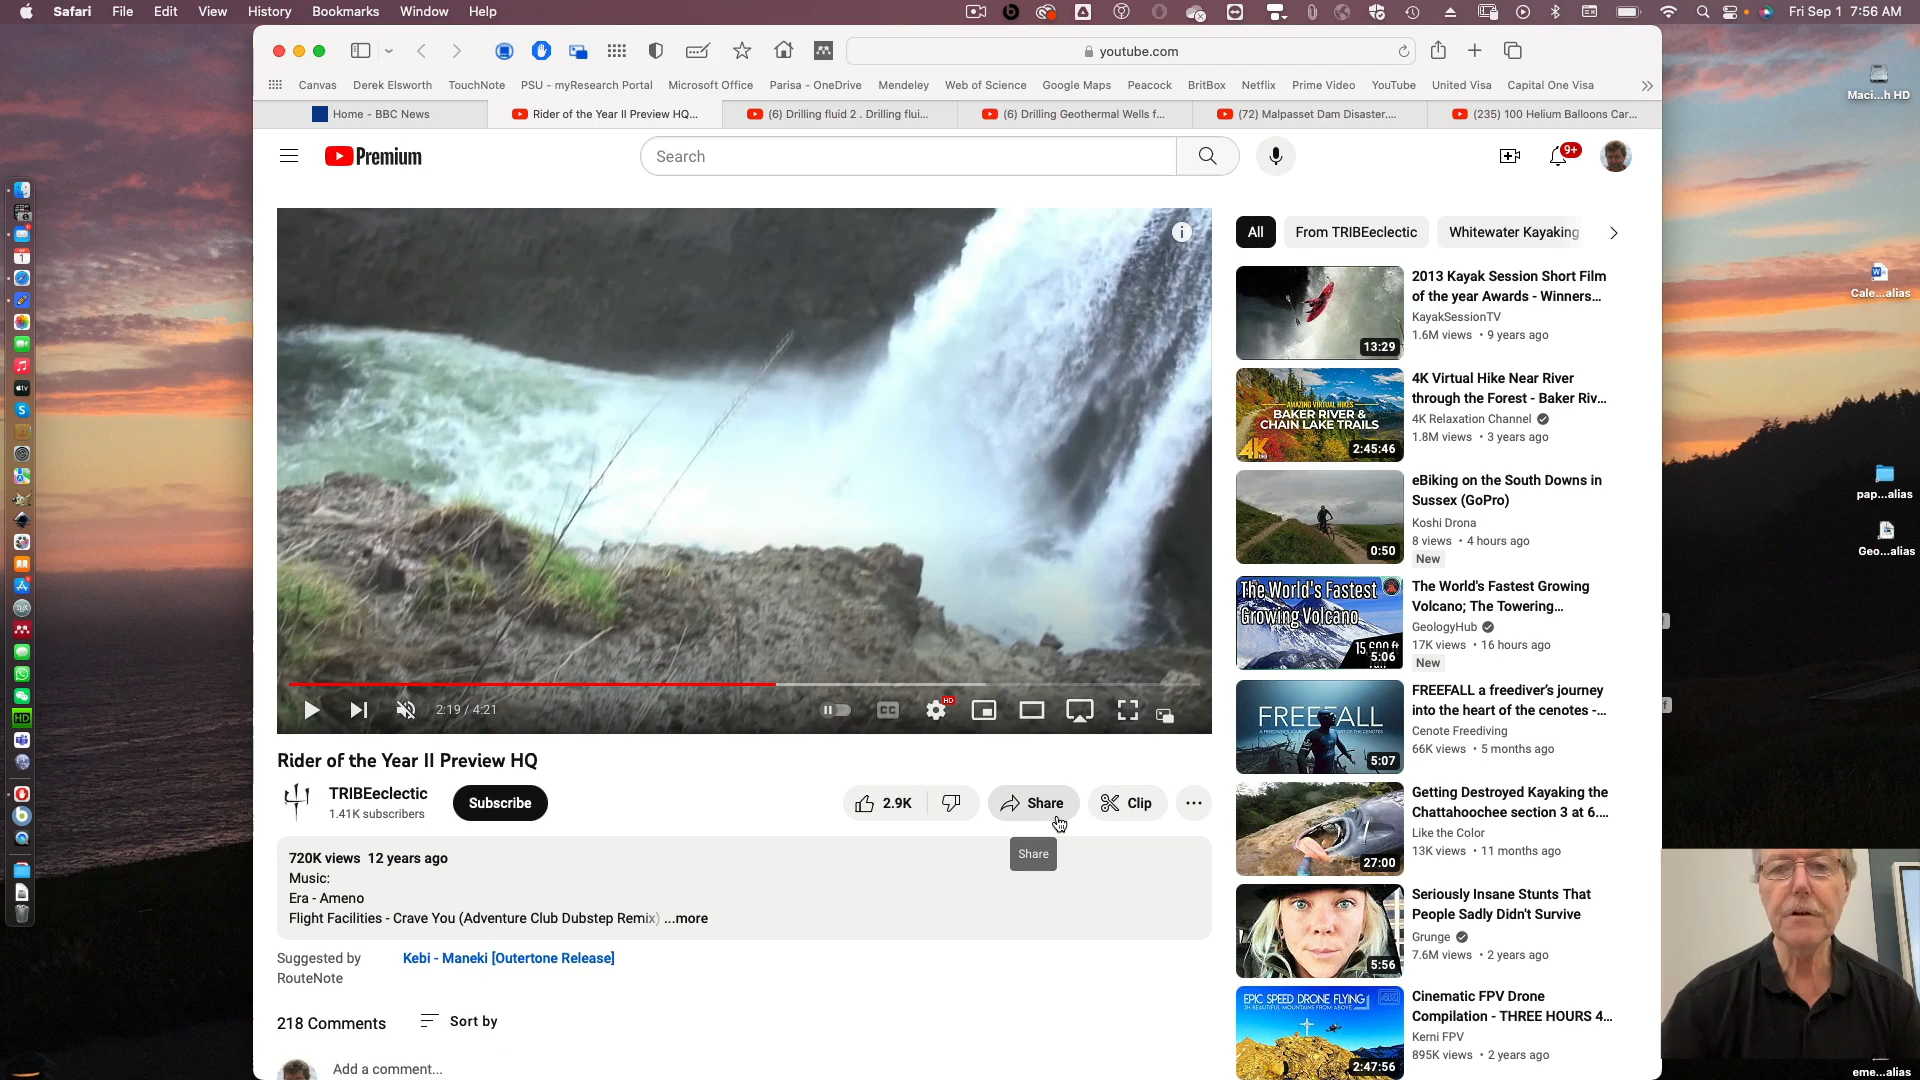 Safari File Edit View History Bookmarks Window Help
Fri Sep 1 7:56 AM
youtube.com
Canvas Derek Elsworth TouchNote PSU - myResearch Portal Microsoft Office Parisa - OneDrive Mendeley Web of Science Google Maps Peacock BritBox Netflix Prime Video YouTube United Visa Capital One Visa
Home - BBC News
Rider of the Year II Preview HQ...
(6) Drilling fluid 2 . Drilling flui...
(6) Drilling Geothermal Wells f...
(72) Malpasset Dam Disaster....
(235) 100 Helium Balloons Car...
Premium
Search
9+
2:19 / 4:21
CC
HD
Rider of the Year II Preview HQ
TRIBEeclectic
1.41K subscribers
Subscribe
2.9K
Share
Clip
Share
720K views 12 years ago
Music:
Era - Ameno
Flight Facilities - Crave You (Adventure Club Dubstep Remix) ...more
Suggested by
RouteNote
Kebi - Maneki [Outertone Release]
218 Comments
Sort by
Add a comment...
All
From TRIBEeclectic
Whitewater Kayaking
13:29
2013 Kayak Session Short Film
of the year Awards - Winners...
KayakSessionTV
1.6M views • 9 years ago
AMAZING VIRTUAL HIKES
BAKER RIVER &
CHAIN LAKE TRAILS
4K
2:45:46
4K Virtual Hike Near River
through the Forest - Baker Riv...
4K Relaxation Channel
1.8M views • 3 years ago
0:50
eBiking on the South Downs in
Sussex (GoPro)
Koshi Drona
8 views • 4 hours ago
New
The World's Fastest
Growing Volcano
5:06
The World's Fastest Growing
Volcano; The Towering...
GeologyHub
17K views • 16 hours ago
New
FREEFALL
5:07
FREEFALL a freediver's journey
into the heart of the cenotes -...
Cenote Freediving
66K views • 5 months ago
27:00
Getting Destroyed Kayaking the
Chattahoochee section 3 at 6....
Like the Color
13K views • 11 months ago
5:56
Seriously Insane Stunts That
People Sadly Didn't Survive
Grunge
7.6M views • 2 years ago
EPIC SPEED DRONE FLYING
2:47:56
Cinematic FPV Drone
Compilation - THREE HOURS 4...
Kerni FPV
895K views • 2 years ago
Maci...h HD
Cale...alias
pap...alias
Geo...alias
eme...alias